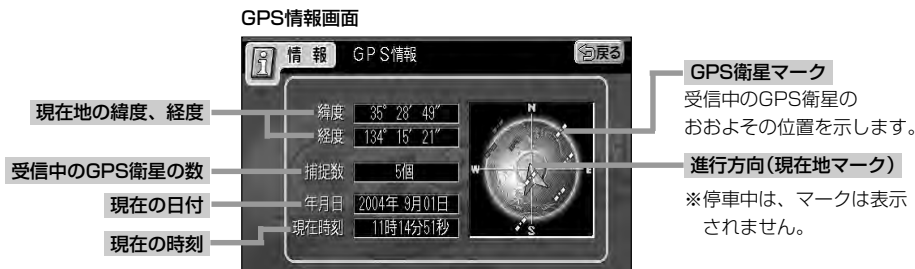 GPS情報画面
情報 GPS情報 戻る
現在地の緯度、経度
緯度 35° 28′ 49″
経度 134° 15′ 21″
受信中のGPS衛星の数
捕捉数 5個
現在の日付
年月日 2004年 9月01日
現在の時刻
現在時刻 11時14分51秒
N
W
E
S
GPS衛星マーク
受信中のGPS衛星の
おおよその位置を示します。
進行方向(現在地マーク)
※停車中は、マークは表示
されません。